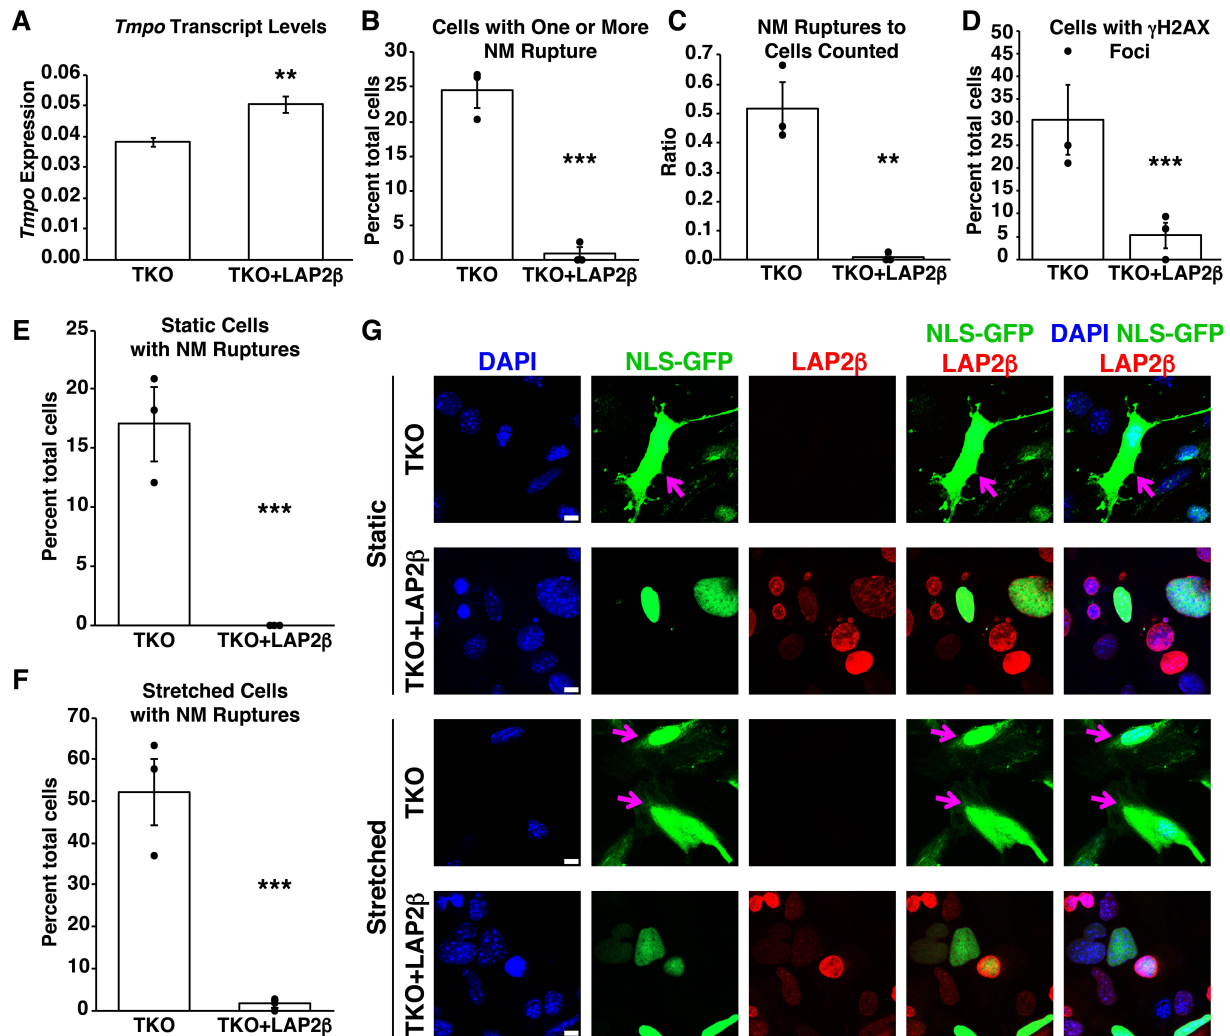 A
Tmpo Transcript Levels
Tmpo Expression
0.06
0.05
0.04
0.03
0.02
0.01
0.00
**
TKO
TKO+LAP2β
B
Cells with One or More
NM Rupture
Percent total cells
30
25
20
15
10
5
0
***
TKO
TKO+LAP2β
C
NM Ruptures to
Cells Counted
Ratio
0.7
0.6
0.5
0.4
0.3
0.2
0.1
0.0
**
TKO
TKO+LAP2β
D
Cells with γH2AX
Foci
Percent total cells
50
45
40
35
30
25
20
15
10
5
0
***
TKO
TKO+LAP2β
E
Static Cells
with NM Ruptures
Percent total cells
25
20
15
10
5
0
***
TKO
TKO+LAP2β
F
Stretched Cells
with NM Ruptures
Percent total cells
70
60
50
40
30
20
10
0
***
TKO
TKO+LAP2β
G
DAPI
NLS-GFP
LAP2β
NLS-GFP
LAP2β
DAPI NLS-GFP
LAP2β
Static
TKO
TKO+LAP2β
Stretched
TKO
TKO+LAP2β